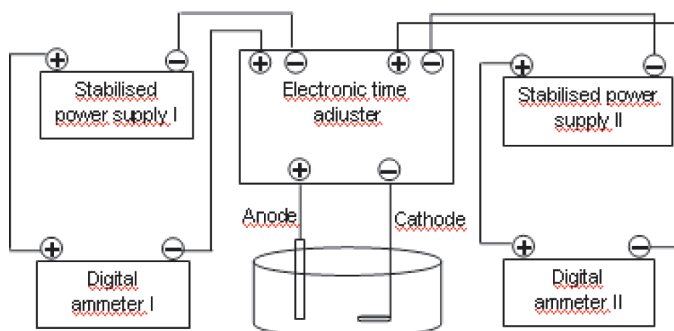 Stabilised
power supply I
Electronic time
adjuster
Stabilised power
supply II
Anode
Cathode
Digital
ammeter I
Digital
ammeter II